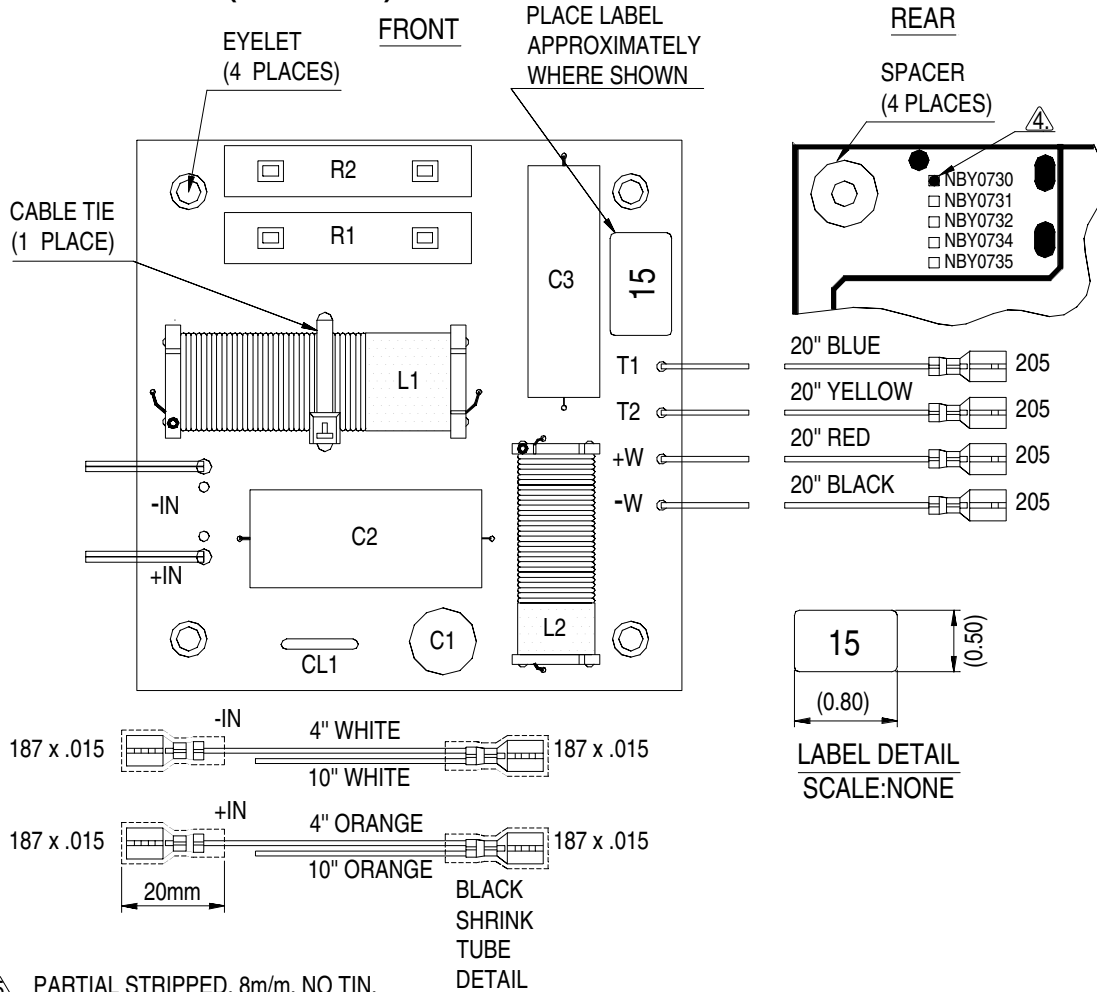 FRONT
PLACE LABEL
APPROXIMATELY
WHERE SHOWN
REAR
EYELET
(4 PLACES)
SPACER
(4 PLACES)
4.
CABLE TIE
(1 PLACE)
R2
R1
C3
15
NBY0730
NBY0731
NBY0732
NBY0734
NBY0735
L1
T1
20" BLUE
205
T2
20" YELLOW
205
+W
20" RED
205
-W
20" BLACK
205
-IN
+IN
C2
L2
C1
CL1
15
(0.50)
(0.80)
LABEL DETAIL
SCALE:NONE
187 x .015
-IN
4" WHITE
10" WHITE
187 x .015
187 x .015
+IN
4" ORANGE
10" ORANGE
187 x .015
20mm
BLACK
SHRINK
TUBE
DETAIL
PARTIAL STRIPPED, 8m/m, NO TIN.